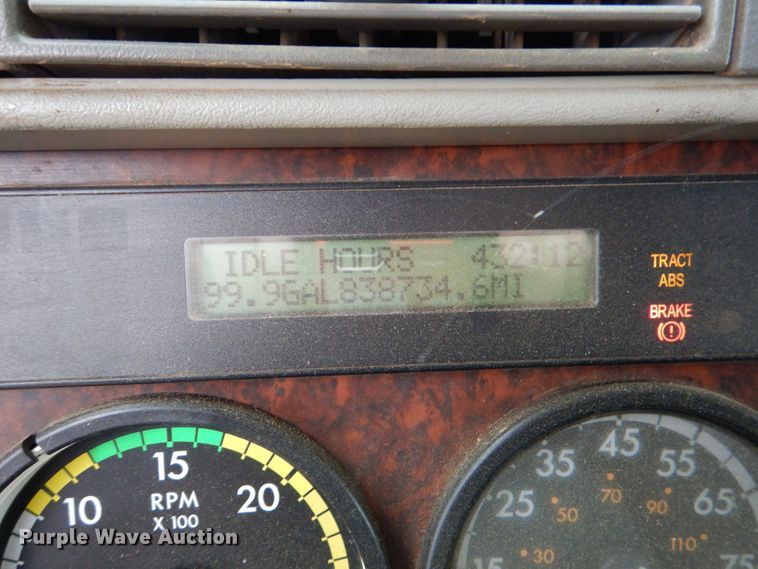 IDLE HOURS 432:12
99.9GAL838734.6MI
TRACT
ABS
BRAKE
10 15 20
RPM
X 100
15 25 35 45 55 65 75
30 50 70 90 110
Purple Wave Auction